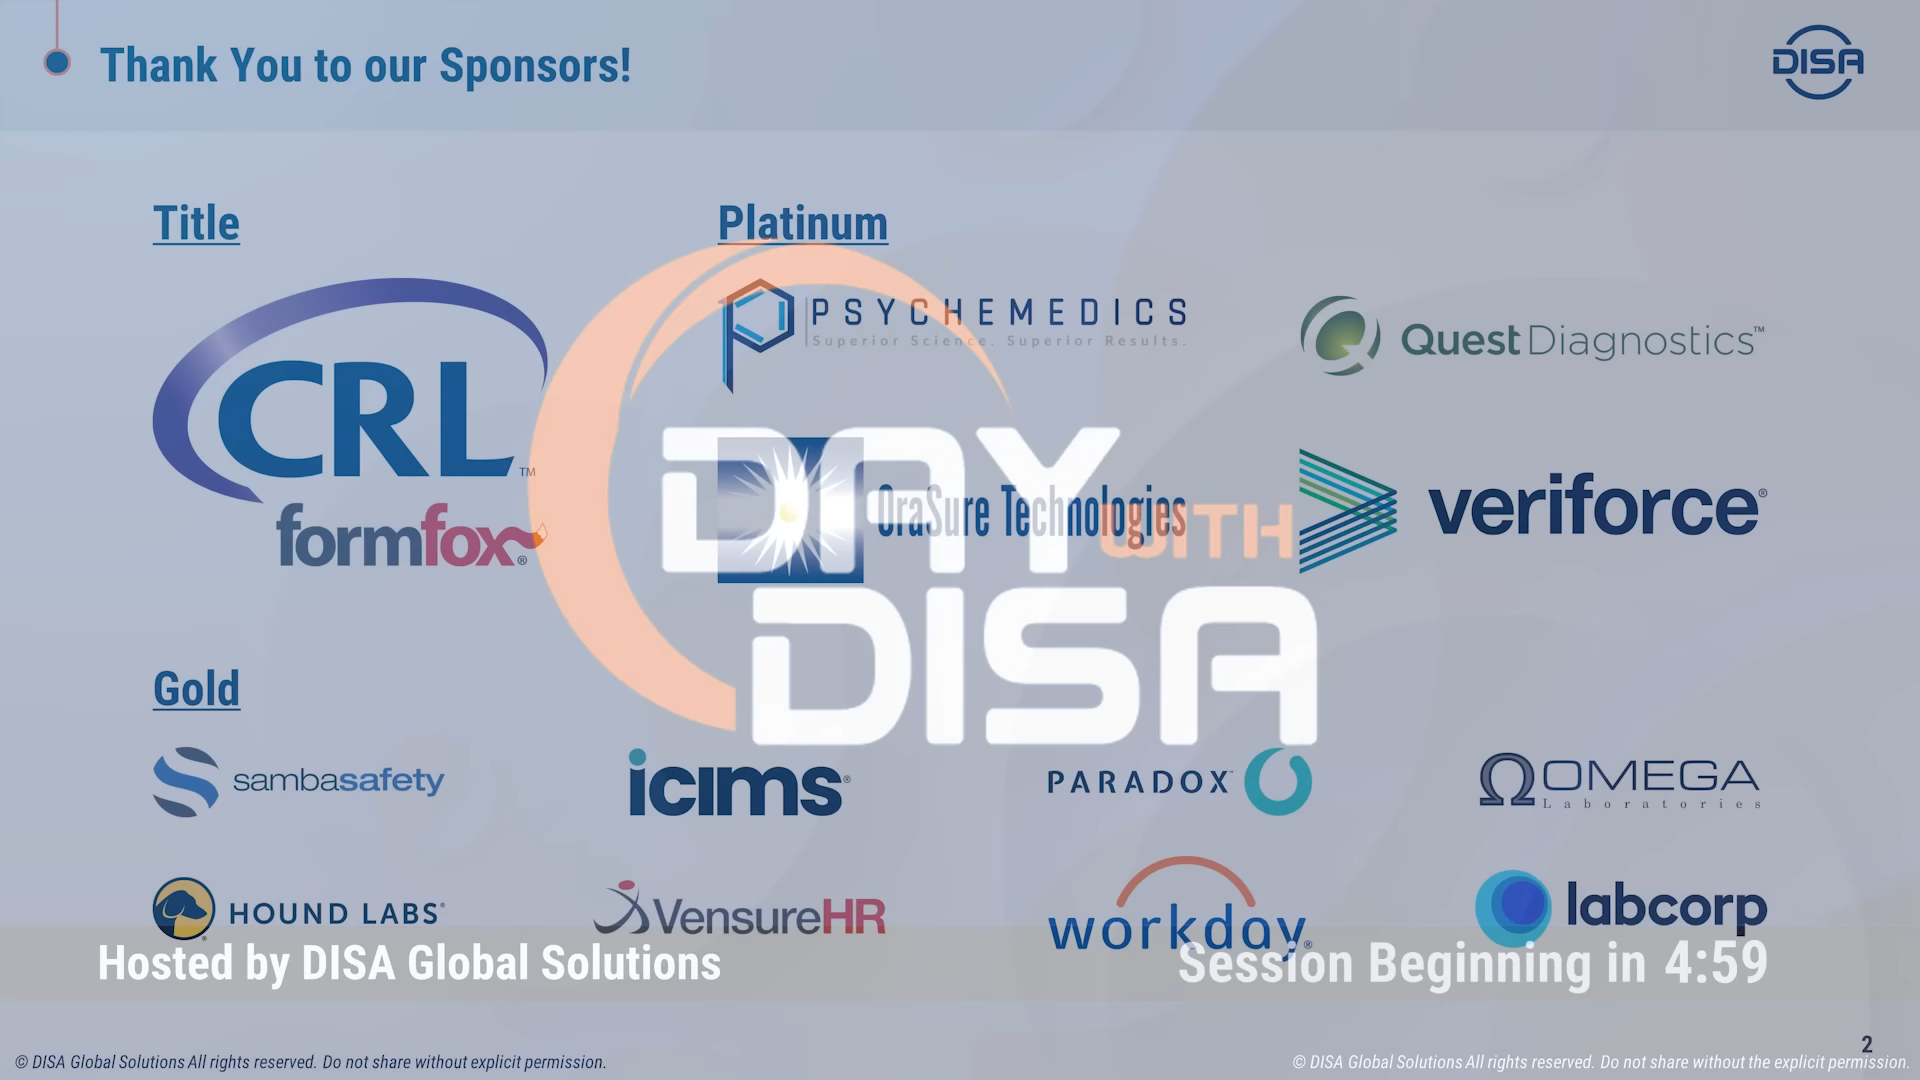 Thank You to our Sponsors!
DISA
Title
CRL™
formfox®
Platinum
PSYCHEMEDICS
Superior Science. Superior Results.
Quest Diagnostics™
OraSure Technologies
veriforce®
DAY WITH
DISA
Gold
sambasafety
icims®
PARADOX™
OMEGA
Laboratories
HOUND LABS®
VensureHR
workday®
labcorp
Hosted by DISA Global Solutions
Session Beginning in 4:59
2
© DISA Global Solutions All rights reserved. Do not share without explicit permission.
© DISA Global Solutions All rights reserved. Do not share without the explicit permission.